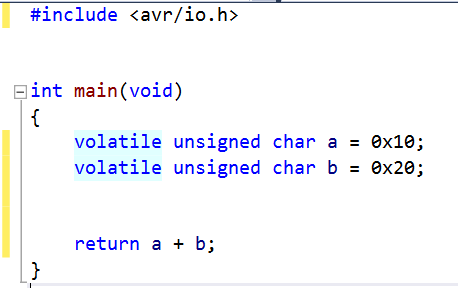 #include <avr/io.h>
int main(void)
{
volatile unsigned char a = 0x10;
volatile unsigned char b = 0x20;
return a + b;
}